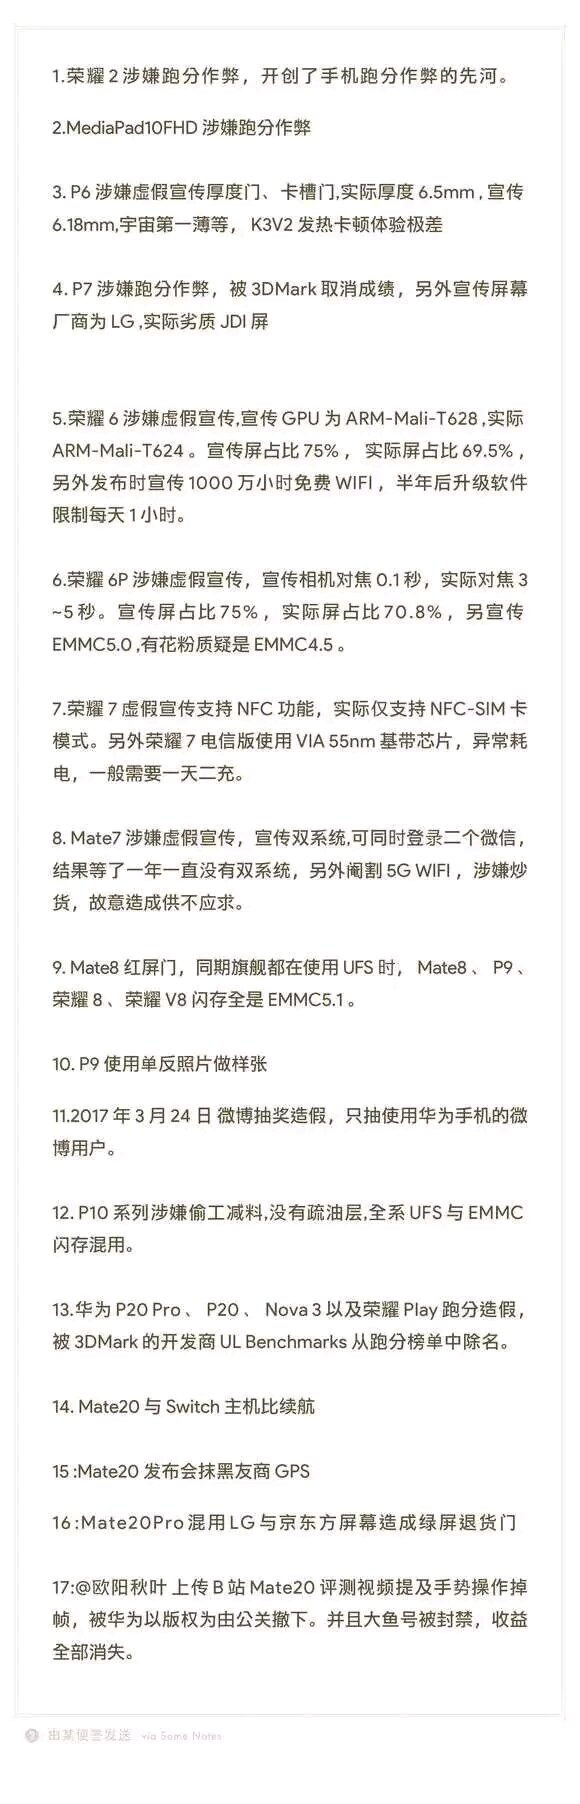 1.荣耀2涉嫌跑分作弊，开创了手机跑分作弊的先河。
2.MediaPad10FHD 涉嫌跑分作弊
3. P6 涉嫌虚假宣传厚度门、卡槽门,实际厚度 6.5mm , 宣传
6.18mm,宇宙第一薄等， K3V2 发热卡顿体验极差
4. P7 涉嫌跑分作弊，被 3DMark 取消成绩，另外宣传屏幕
厂商为 LG ,实际劣质 JDI 屏
5.荣耀 6 涉嫌虚假宣传,宣传 GPU 为 ARM-Mali-T628 ,实际
ARM-Mali-T624 。宣传屏占比 75% ， 实际屏占比 69.5% ，
另外发布时宣传 1000 万小时免费 WIFI ，半年后升级软件
限制每天 1 小时。
6.荣耀 6P 涉嫌虚假宣传，宣传相机对焦 0.1 秒，实际对焦 3
~5 秒。宣传屏占比 75% ，实际屏占比 70.8% ，另宣传
EMMC5.0 ,有花粉质疑是 EMMC4.5 。
7.荣耀 7 虚假宣传支持 NFC 功能，实际仅支持 NFC-SIM 卡
模式。另外荣耀 7 电信版使用 VIA 55nm 基带芯片，异常耗
电，一般需要一天二充。
8. Mate7 涉嫌虚假宣传，宣传双系统,可同时登录二个微信，
结果等了一年一直没有双系统，另外阉割 5G WIFI ，涉嫌炒
货，故意造成供不应求。
9. Mate8 红屏门，同期旗舰都在使用 UFS 时， Mate8 、 P9 、
荣耀 8 、荣耀 V8 闪存全是 EMMC5.1 。
10. P9 使用单反照片做样张
11.2017 年 3 月 24 日 微博抽奖造假，只抽使用华为手机的微
博用户。
12. P10 系列涉嫌偷工减料,没有疏油层,全系 UFS 与 EMMC
闪存混用。
13.华为 P20 Pro 、 P20 、 Nova 3 以及荣耀 Play 跑分造假，
被 3DMark 的开发商 UL Benchmarks 从跑分榜单中除名。
14. Mate20 与 Switch 主机比续航
15 :Mate20 发布会抹黑友商 GPS
16 :Mate20Pro 混用 LG 与京东方屏幕造成绿屏退货门
17:@欧阳秋叶 上传 B 站 Mate20 评测视频提及手势操作掉
帧，被华为以版权为由公关撤下。并且大鱼号被封禁，收益
全部消失。
由某便签发送 via Some Notes